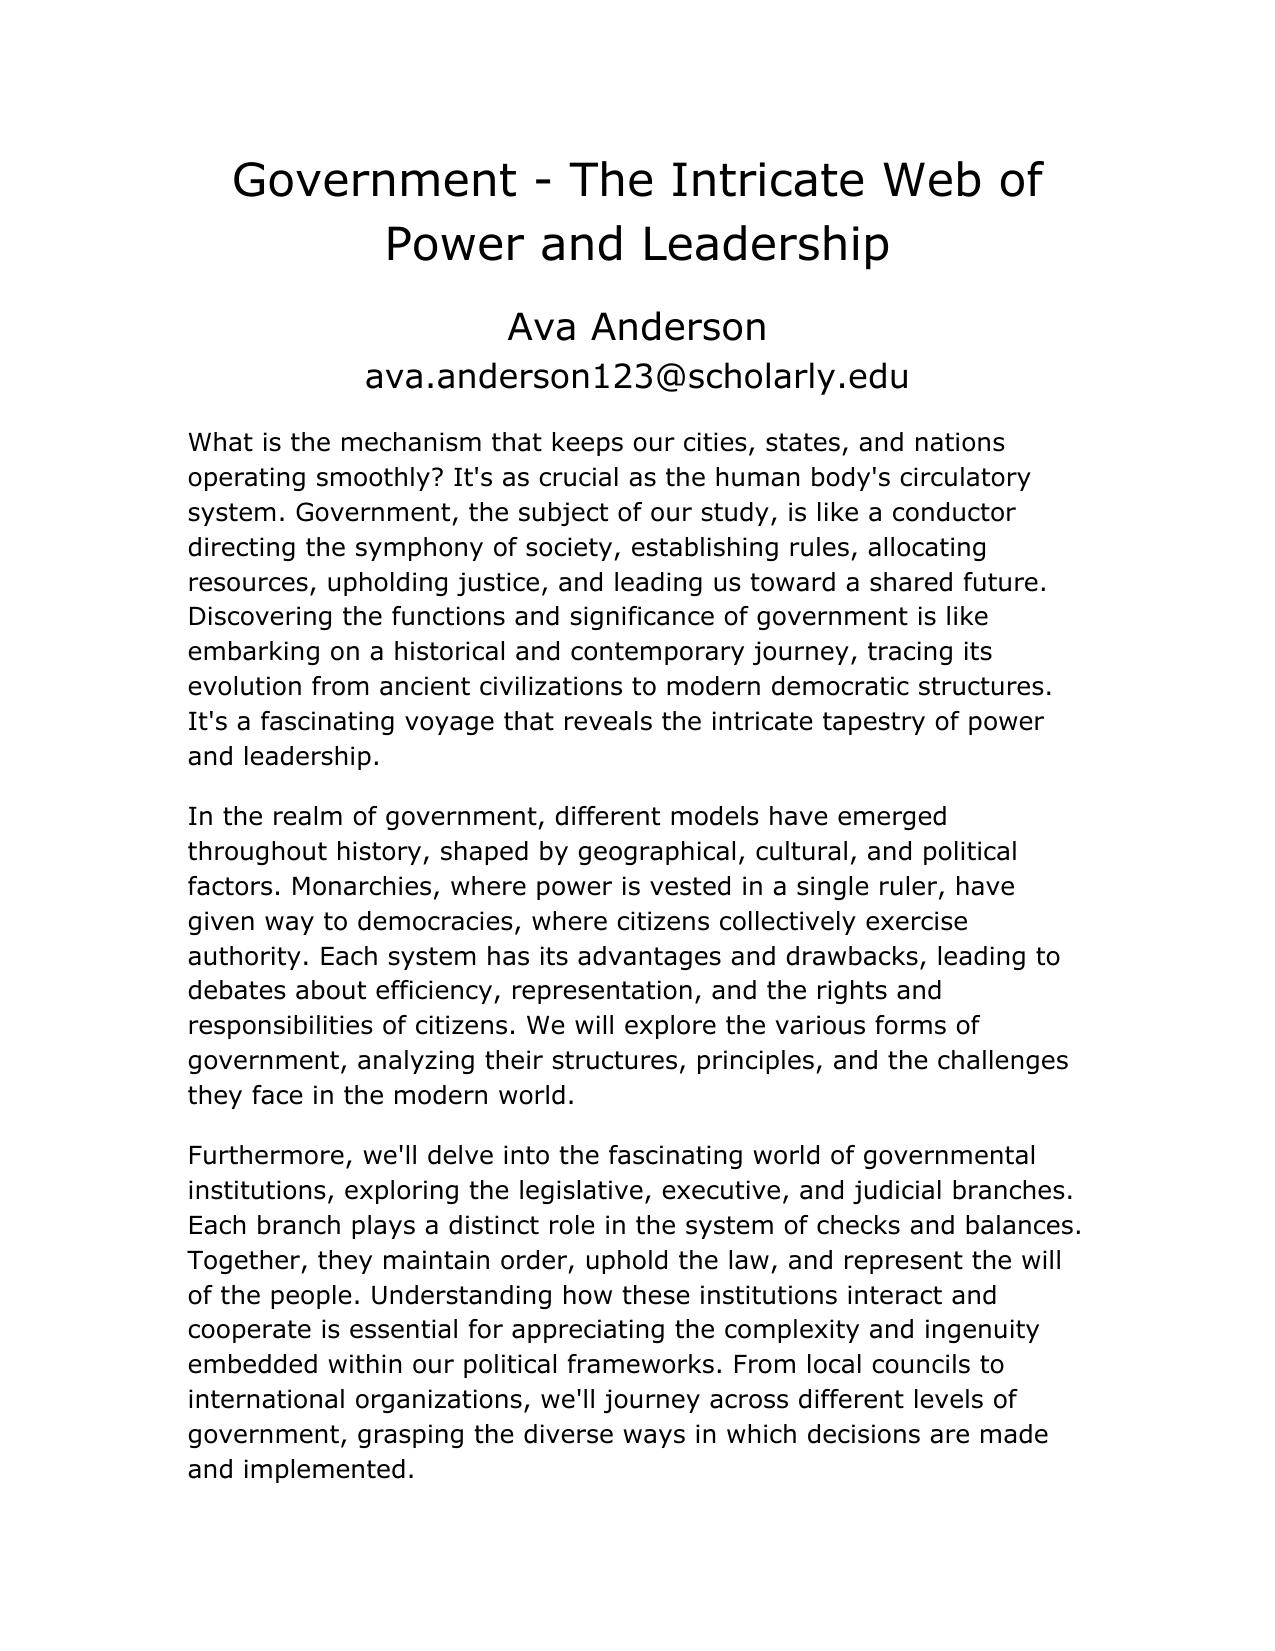 Government - The Intricate Web of
Power and Leadership
Ava Anderson
ava.anderson123@scholarly.edu
What is the mechanism that keeps our cities, states, and nations
operating smoothly? It's as crucial as the human body's circulatory
system. Government, the subject of our study, is like a conductor
directing the symphony of society, establishing rules, allocating
resources, upholding justice, and leading us toward a shared future.
Discovering the functions and significance of government is like
embarking on a historical and contemporary journey, tracing its
evolution from ancient civilizations to modern democratic structures.
It's a fascinating voyage that reveals the intricate tapestry of power
and leadership.
In the realm of government, different models have emerged
throughout history, shaped by geographical, cultural, and political
factors. Monarchies, where power is vested in a single ruler, have
given way to democracies, where citizens collectively exercise
authority. Each system has its advantages and drawbacks, leading to
debates about efficiency, representation, and the rights and
responsibilities of citizens. We will explore the various forms of
government, analyzing their structures, principles, and the challenges
they face in the modern world.
Furthermore, we'll delve into the fascinating world of governmental
institutions, exploring the legislative, executive, and judicial branches.
Each branch plays a distinct role in the system of checks and balances.
Together, they maintain order, uphold the law, and represent the will
of the people. Understanding how these institutions interact and
cooperate is essential for appreciating the complexity and ingenuity
embedded within our political frameworks. From local councils to
international organizations, we'll journey across different levels of
government, grasping the diverse ways in which decisions are made
and implemented.